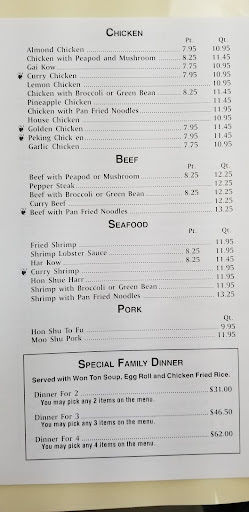 CHICKEN
Pt. Qt.
Almond Chicken 7.95 10.95
Chicken with Peapod and Mushroom 8.25 11.45
Gai Kow 7.75 10.95
Curry Chicken 7.95 10.95
Lemon Chicken 10.95
Chicken with Broccoli or Green Bean 8.25 11.45
Pineapple Chicken 11.45
Chicken with Pan Fried Noodles 11.95
House Chicken 10.95
Golden Chicken 7.95 11.45
Peking Chicken 7.95 11.45
Garlic Chicken 7.75 10.95
BEEF
Pt. Qt.
Beef with Peapod or Mushroom 8.25 12.25
Pepper Steak 12.25
Beef with Broccoli or Green Bean 8.25 12.25
Curry Beef 12.25
Beef with Pan Fried Noodles 13.25
SEAFOOD
Pt. Qt.
Fried Shrimp 11.95
Shrimp Lobster Sauce 8.25 11.95
Har Kow 8.25 11.45
Curry Shrimp 11.95
Hon Shue Harr 11.95
Shrimp with Broccoli or Green Bean 11.95
Shrimp with Pan Fried Noodles 13.25
PORK
Qt.
Hon Shu To Fu 9.95
Moo Shu Pork 11.95
SPECIAL FAMILY DINNER
Served with Won Ton Soup, Egg Roll and Chicken Fried Rice.
Dinner For 2 $31.00
You may pick any 2 items on the menu.
Dinner For 3 $46.50
You may pick any 3 items on the menu.
Dinner For 4 $62.00
You may pick any 4 items on the menu.